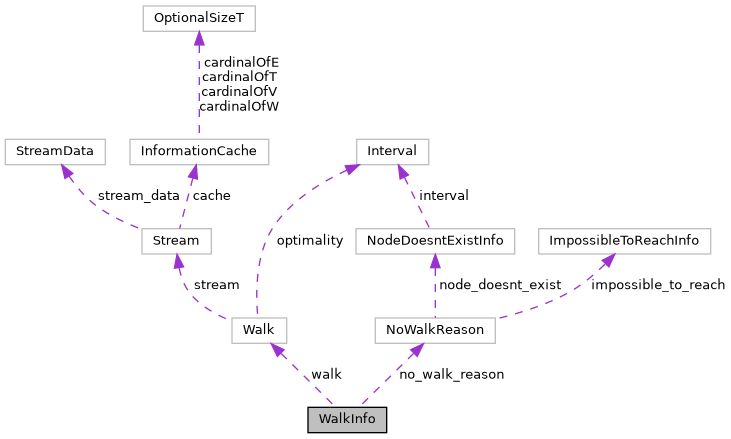 OptionalSizeT
cardinalOfE
cardinalOfT
cardinalOfV
cardinalOfW
StreamData
InformationCache
Interval
stream_data
cache
interval
optimality
Stream
NodeDoesntExistInfo
ImpossibleToReachInfo
stream
node_doesnt_exist
impossible_to_reach
Walk
NoWalkReason
walk
no_walk_reason
WalkInfo